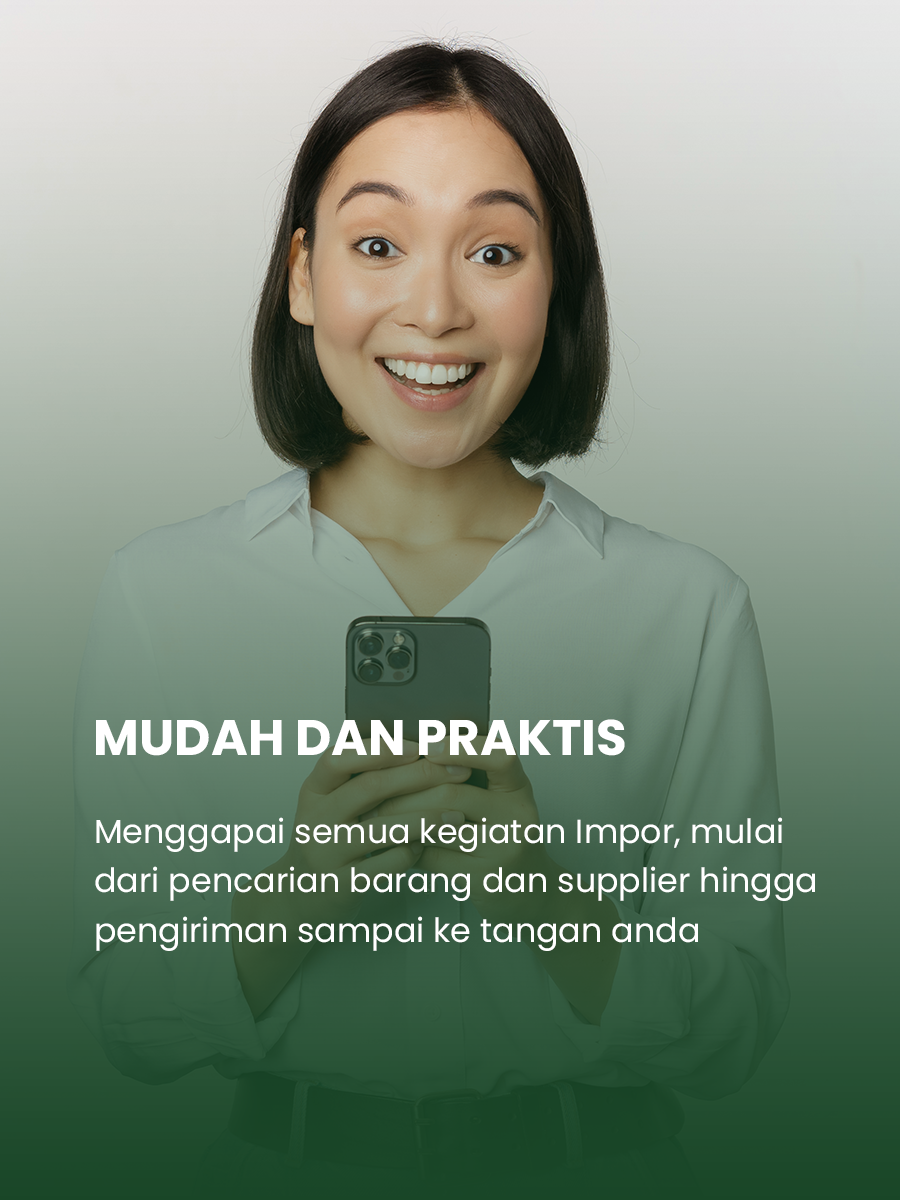 MUDAH DAN PRAKTIS
Menggapai semua kegiatan Impor, mulai
dari pencarian barang dan supplier hingga
pengiriman sampai ke tangan anda